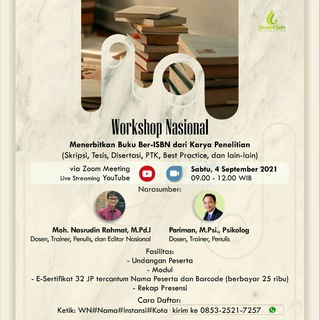 Workshop Nasional
Menerbitkan Buku Ber-ISBN dari Karya Penelitian
(Skripsi, Tesis, Disertasi, PTK, Best Practice, dan lain-lain)
via Zoom Meeting
Live Streaming YouTube
Sabtu, 4 September 2021
09.00 - 12.00 WIB
Narasumber:
Moh. Nasrudin Rahmat, M.Pd.I
Dosen, Trainer, Penulis, dan Editor Nasional
Pariman, M.Psi., Psikolog
Dosen, Trainer, Penulis
Fasilitas:
- Undangan Peserta
- Modul
- E-Sertifikat 32 JP tercantum Nama Peserta dan Barcode (berbayar 25 ribu)
- Rekap Presensi
Cara Daftar:
Ketik: WN#Nama#Instansi#Kota kirim ke 0853-2521-7257